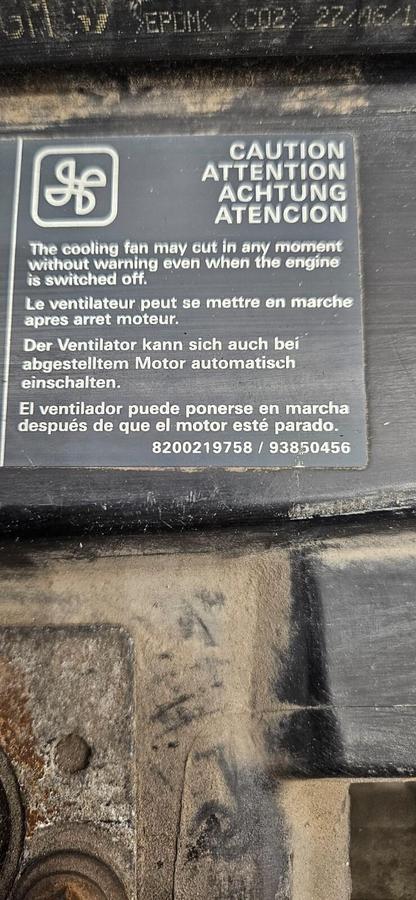 >EPDM< <CO2> 27/06/1
CAUTION
ATTENTION
ACHTUNG
ATENCION
The cooling fan may cut in any moment
without warning even when the engine
is switched off.
Le ventilateur peut se mettre en marche
apres arret moteur.
Der Ventilator kann sich auch bei
abgestelltem Motor automatisch
einschalten.
El ventilador puede ponerse en marcha
después de que el motor esté parado.
8200219758 / 93850456